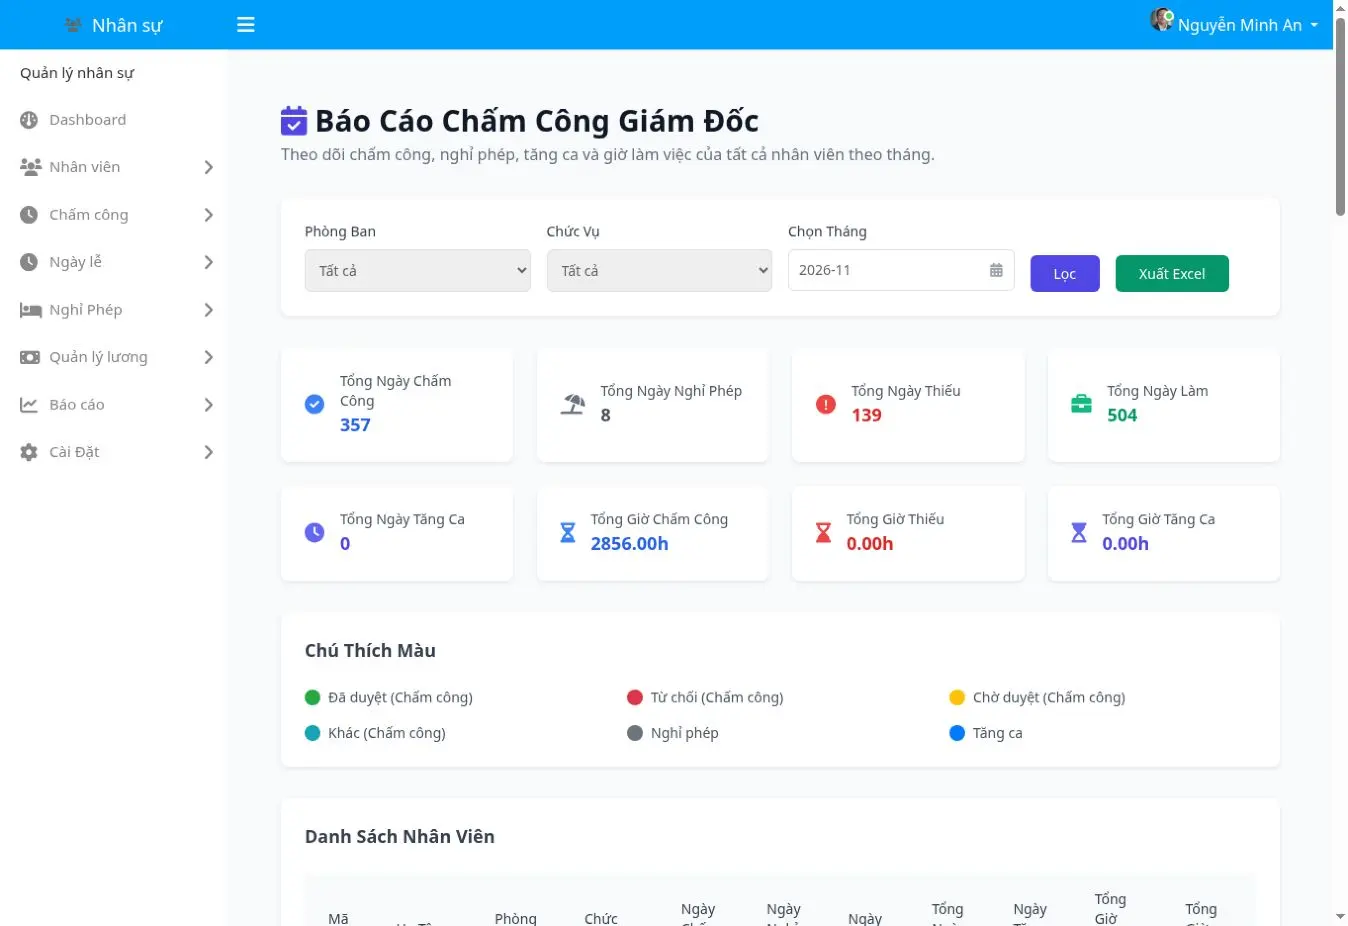 Nhân sự
Nguyễn Minh An
Quản lý nhân sự
Dashboard
Nhân viên
Chấm công
Ngày lễ
Nghỉ Phép
Quản lý lương
Báo cáo
Cài Đặt
Báo Cáo Chấm Công Giám Đốc
Theo dõi chấm công, nghỉ phép, tăng ca và giờ làm việc của tất cả nhân viên theo tháng.
Phòng Ban
Chức Vụ
Chọn Tháng
Tất cả
Tất cả
2026-11
Lọc
Xuất Excel
Tổng Ngày Chấm
Công
357
Tổng Ngày Nghỉ Phép
8
Tổng Ngày Thiếu
139
Tổng Ngày Làm
504
Tổng Ngày Tăng Ca
0
Tổng Giờ Chấm Công
2856.00h
Tổng Giờ Thiếu
0.00h
Tổng Giờ Tăng Ca
0.00h
Chú Thích Màu
Đã duyệt (Chấm công)
Từ chối (Chấm công)
Chờ duyệt (Chấm công)
Khác (Chấm công)
Nghỉ phép
Tăng ca
Danh Sách Nhân Viên
Mã
Phòng
Chức
Ngày
Ngày
Ngày
Tổng
Ngày
Tổng
Giờ
Tổng